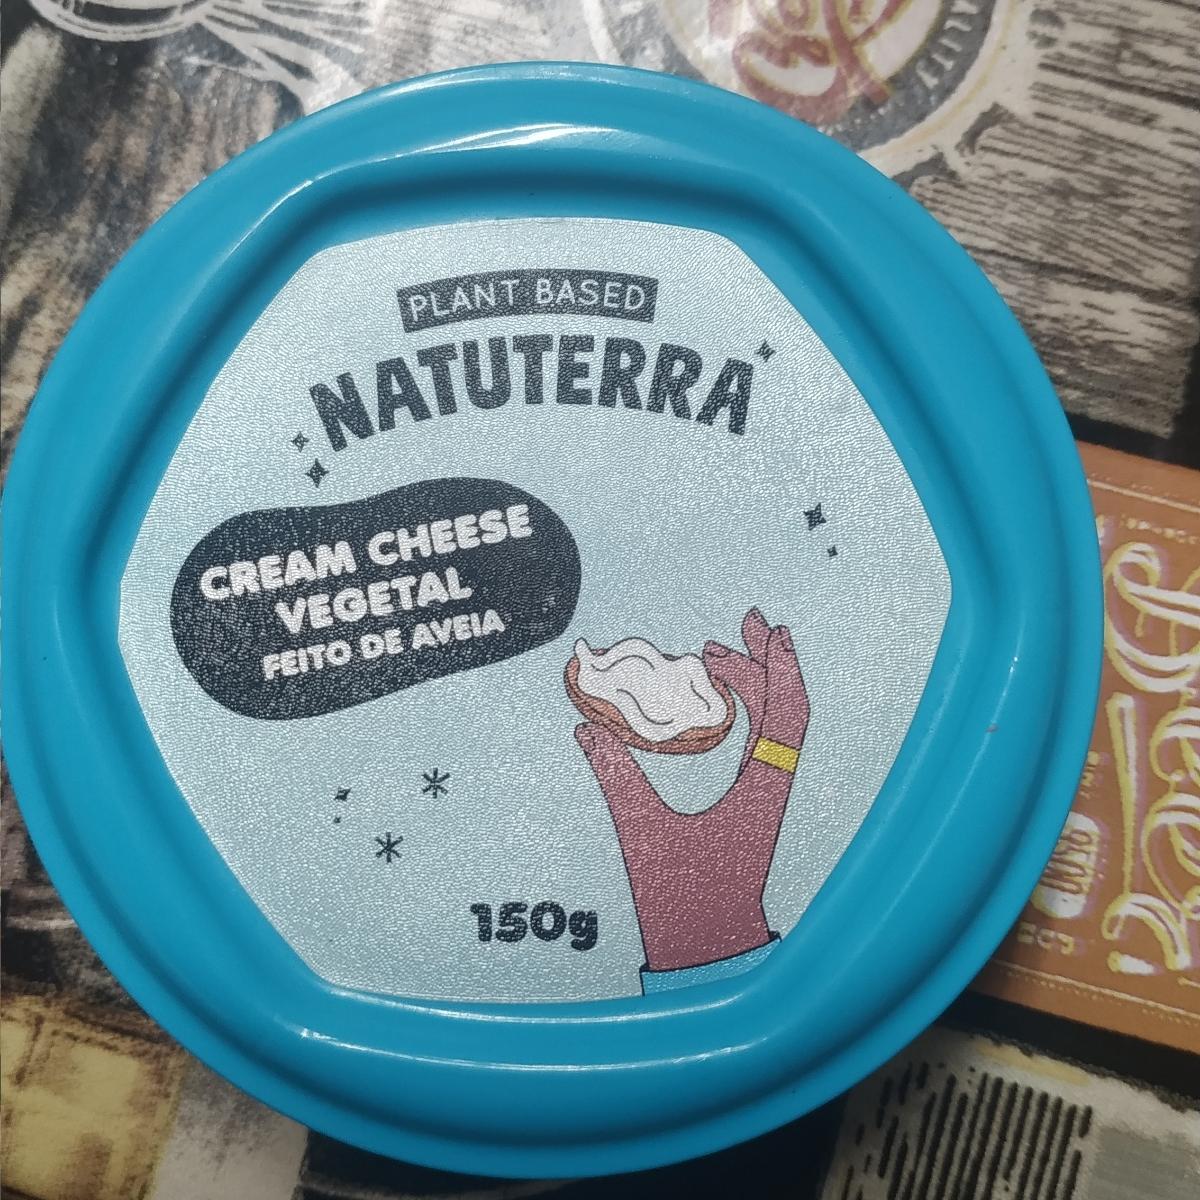 PLANT BASED
NATUTERRA
CREAM CHEESE
VEGETAL
FEITO DE AVEIA
150g